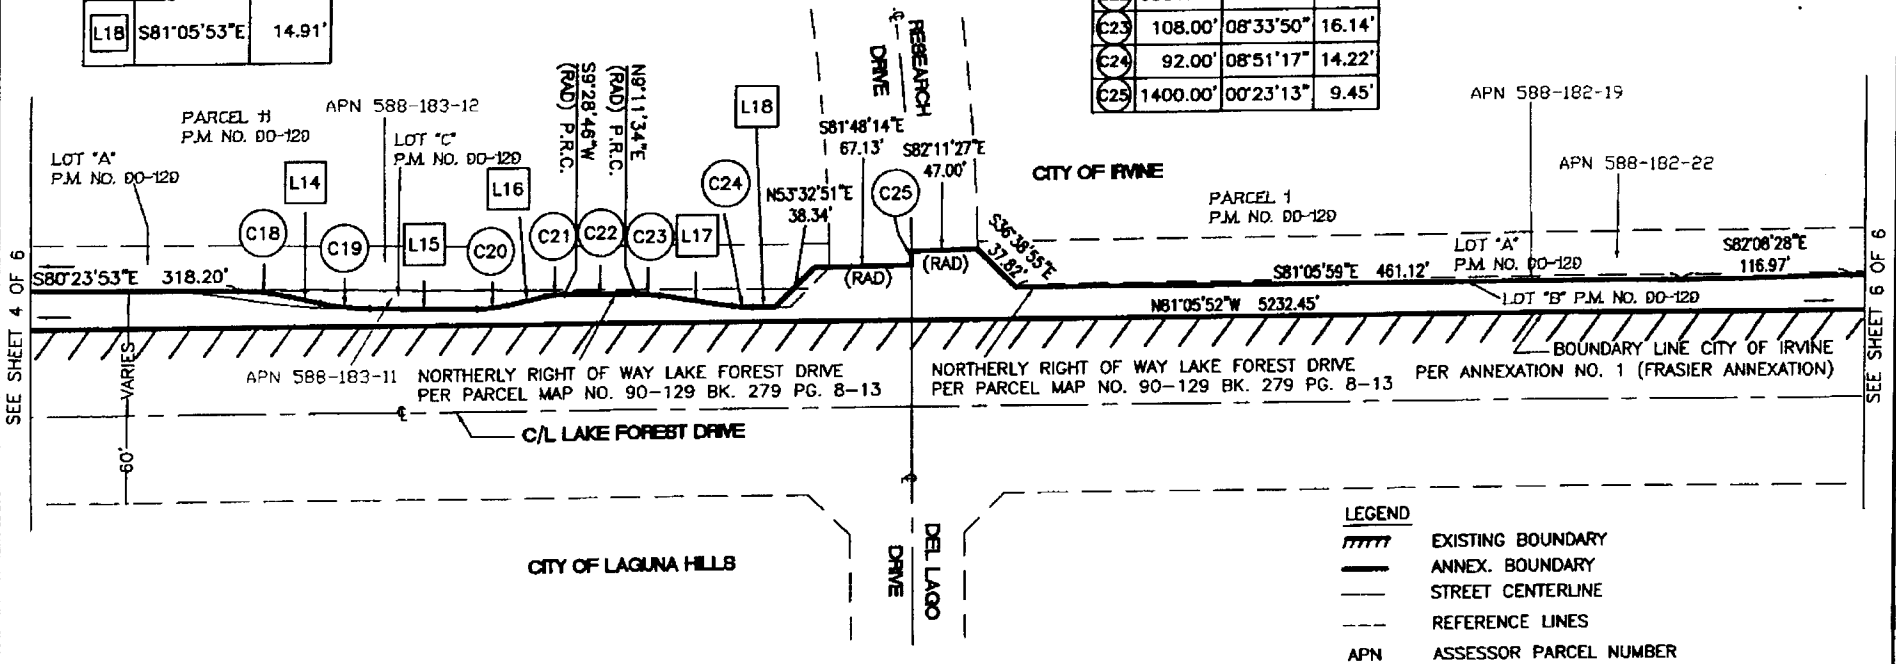 L18 S81°05'53"E 14.91'
C23 108.00' 08°33'50" 16.14'
C24 92.00' 08°51'17" 14.22'
C25 1400.00' 00°23'13" 9.45'
℄
RESEARCH
DRIVE
PARCEL 11
P.M. NO. 00-120
APN 588-183-12
LOT "A"
P.M. NO. 00-120
LOT "C"
P.M. NO. 00-120
S9°28'46"W
(RAD) P.R.C.
N9°11'34"E
(RAD) P.R.C.
L18
S81°48'14"E
67.13'
S82°11'27"E
47.00'
CITY OF IRVINE
APN 588-182-19
APN 588-182-22
PARCEL 1
P.M. NO. 00-120
L14
L16
C24
C25
N53°32'51"E
38.34'
C18
C19
L15
C20
C21
C22
C23
L17
(RAD)
(RAD)
S36°38'55"E
37.82'
LOT "A"
P.M. NO. 00-120
S82°08'28"E
116.97'
S80°23'53"E 318.20'
S81°05'59"E 461.12'
N81°05'52"W 5232.45'
LOT "B" P.M. NO. 00-120
SEE SHEET 4 OF 6
SEE SHEET 6 OF 6
VARIES
60'
APN 588-183-11
NORTHERLY RIGHT OF WAY LAKE FOREST DRIVE
PER PARCEL MAP NO. 90-129 BK. 279 PG. 8-13
NORTHERLY RIGHT OF WAY LAKE FOREST DRIVE
PER PARCEL MAP NO. 90-129 BK. 279 PG. 8-13
BOUNDARY LINE CITY OF IRVINE
PER ANNEXATION NO. 1 (FRASIER ANNEXATION)
℄
C/L LAKE FOREST DRIVE
℄
CITY OF LAGUNA HILLS
DEL LAGO
DRIVE
LEGEND
EXISTING BOUNDARY
ANNEX. BOUNDARY
STREET CENTERLINE
REFERENCE LINES
APN ASSESSOR PARCEL NUMBER